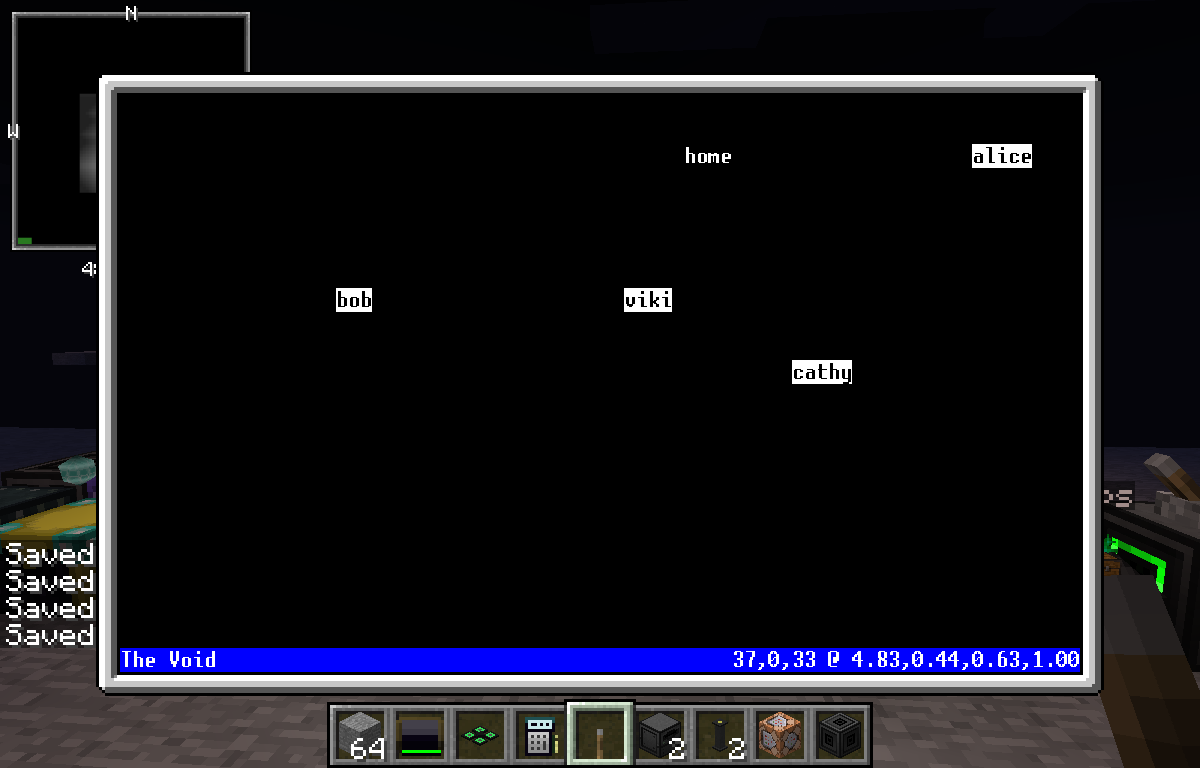 N
home alice
W
4:
bob viki
cathy
Saved
Saved
Saved
Saved
The Void 37,0,33 @ 4.83,0.44,0.63,1.00
64 2 2